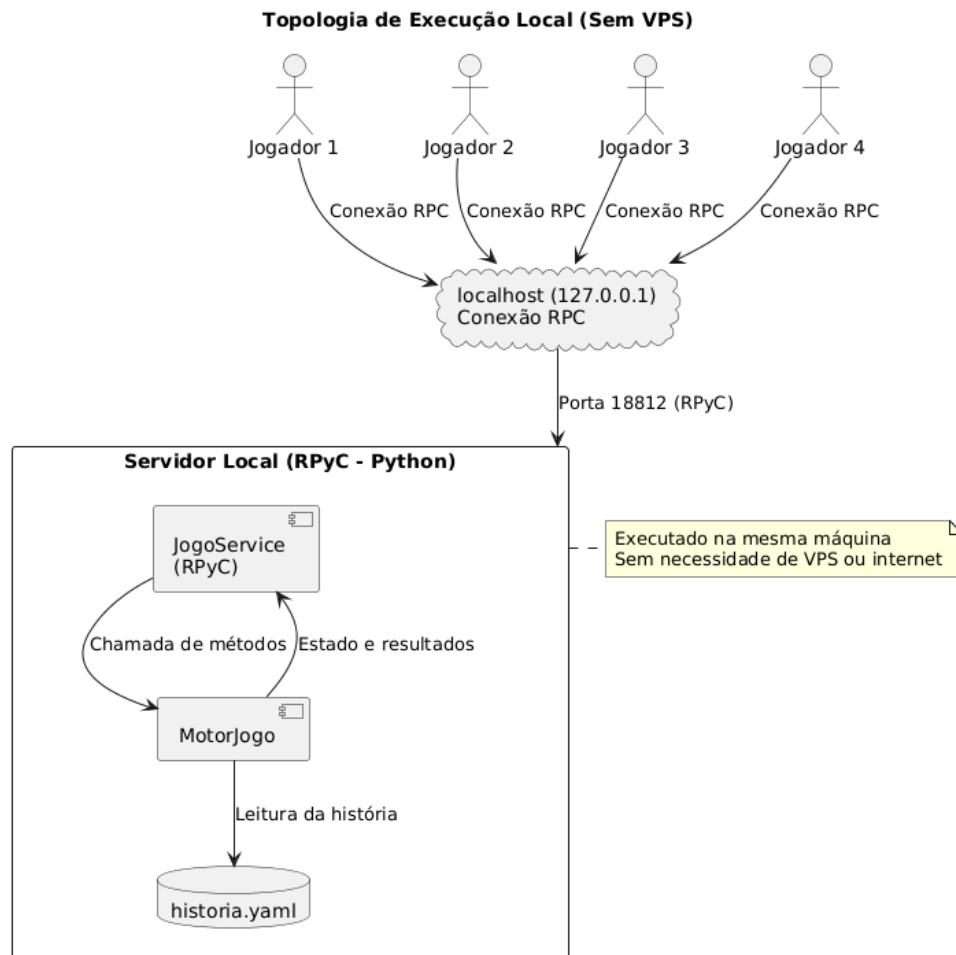 Topologia de Execução Local (Sem VPS)
Jogador 1
Jogador 2
Jogador 3
Jogador 4
Conexão RPC
Conexão RPC
Conexão RPC
Conexão RPC
localhost (127.0.0.1)
Conexão RPC
Porta 18812 (RPyC)
Servidor Local (RPyC - Python)
JogoService
(RPyC)
Executado na mesma máquina
Sem necessidade de VPS ou internet
Chamada de métodos
Estado e resultados
MotorJogo
Leitura da história
historia.yaml